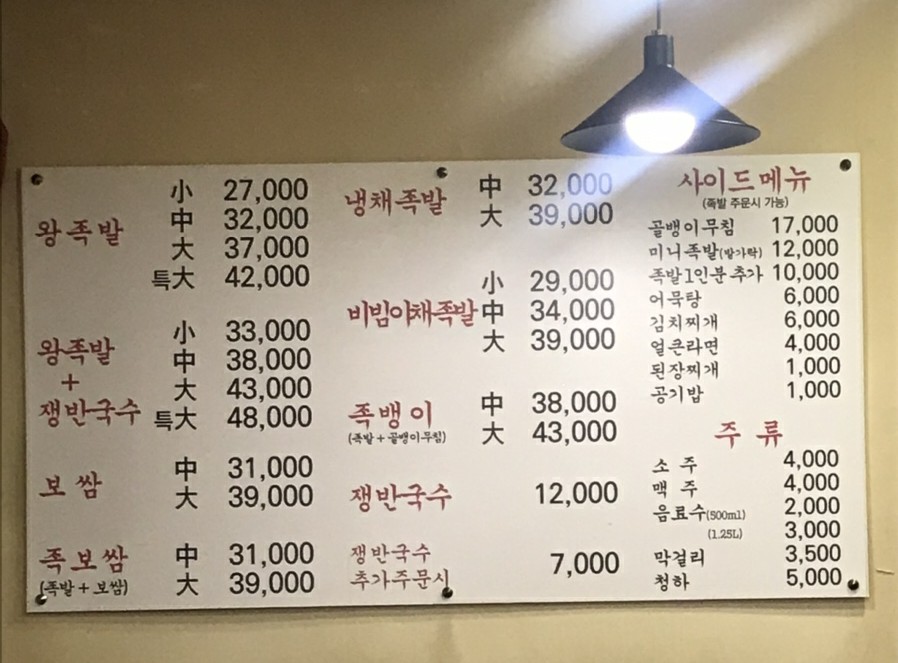 왕족발
小 27,000
中 32,000
大 37,000
특大 42,000
왕족발
+
쟁반국수
小 33,000
中 38,000
大 43,000
특大 48,000
보쌈
中 31,000
大 39,000
족보쌈
(족발 + 보쌈)
中 31,000
大 39,000
냉채족발
中 32,000
大 39,000
비빔야채족발
小 29,000
中 34,000
大 39,000
족뱅이
(족발 + 골뱅이무침)
中 38,000
大 43,000
쟁반국수 12,000
쟁반국수
추가주문시 7,000
사이드메뉴
(족발 주문시 가능)
골뱅이무침 17,000
미니족발(발가락) 12,000
족발1인분추가 10,000
어묵탕 6,000
김치찌개 6,000
얼큰라면 4,000
된장찌개 1,000
공기밥 1,000
주류
소주 4,000
맥주 4,000
음료수(500ml) 2,000
(1.25L) 3,000
막걸리 3,500
청하 5,000